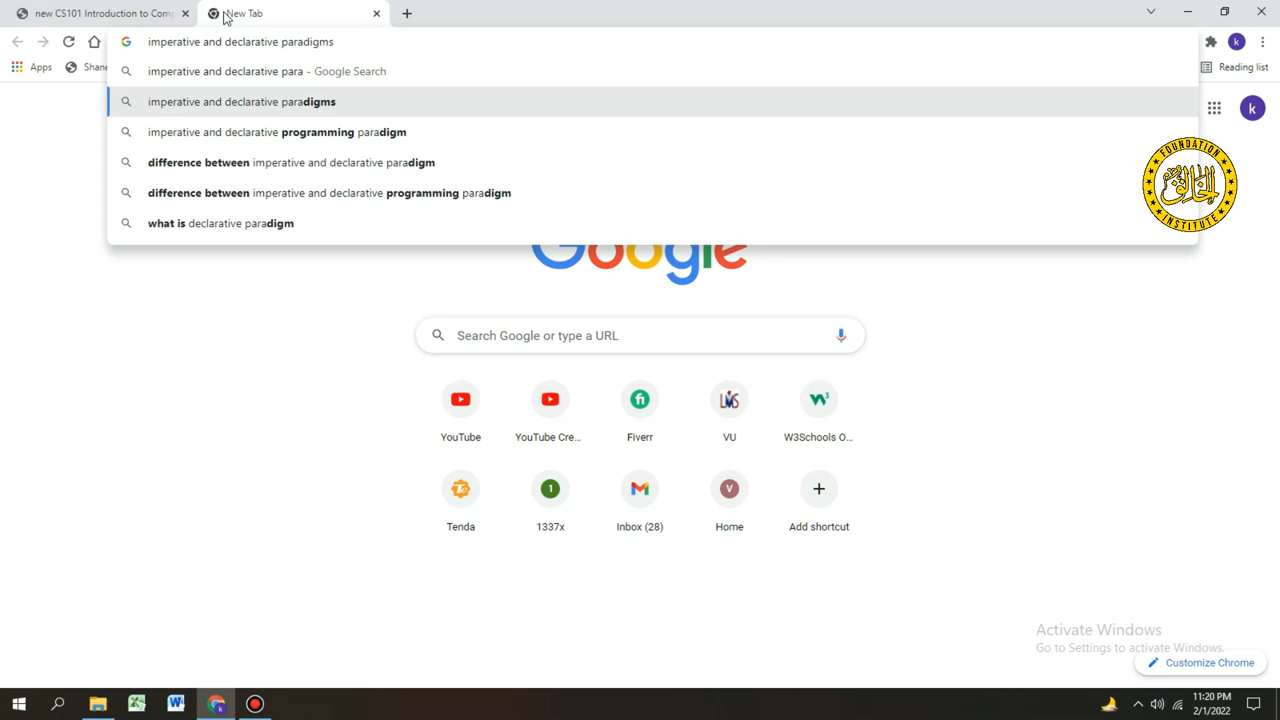 new CS101 Introduction to Comp
New Tab
imperative and declarative paradigms
Apps
Share
Reading list
imperative and declarative para - Google Search
imperative and declarative paradigms
imperative and declarative programming paradigm
difference between imperative and declarative paradigm
difference between imperative and declarative programming paradigm
what is declarative paradigm
k
k
FOUNDATION
INSTITUTE
Google
Search Google or type a URL
YouTube
YouTube Cre...
Fiverr
VU
W3Schools O...
Tenda
1337x
Inbox (28)
Home
Add shortcut
Activate Windows
Go to Settings to activate Windows.
Customize Chrome
11:20 PM
2/1/2022